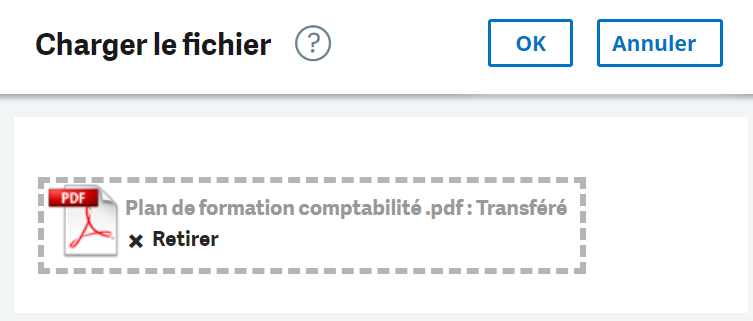 Charger le fichier ? OK Annuler
PDF
Plan de formation comptabilité .pdf : Transféré
× Retirer